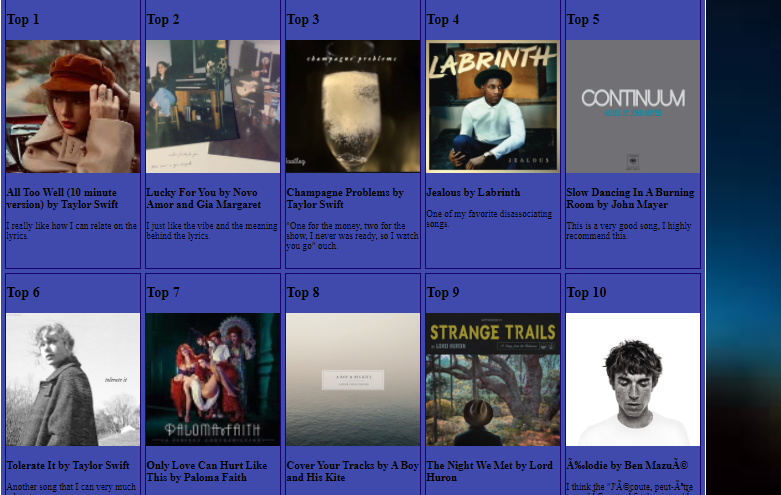 Top 1
Top 2
Top 3
Top 4
Top 5
champagne problems
LABRINTH
JEALOUS
CONTINUUM
All Too Well (10 minute
version) by Taylor Swift
I really like how I can relate on the
lyrics.
Lucky For You by Novo
Amor and Gia Margaret
I just like the vibe and the meaning
behind the lyrics.
Champagne Problems by
Taylor Swift
"One for the money, two for the
show, I never was ready, so I watch
you go" ouch.
Jealous by Labrinth
One of my favorite disassociating
songs.
Slow Dancing In A Burning
Room by John Mayer
This is a very good song, I highly
recommend this.
Top 6
Top 7
Top 8
Top 9
Top 10
tolerate it
PALOMA FAITH
A BOY & HIS KITE
STRANGE TRAILS
LORD HURON
Tolerate It by Taylor Swift
Another song that I can very much
Only Love Can Hurt Like
This by Paloma Faith
Cover Your Tracks by A Boy
and His Kite
The Night We Met by Lord
Huron
Ã‰lodie by Ben MazuÃ©
I think the "J'Ã©coute, peut-Ãªtre